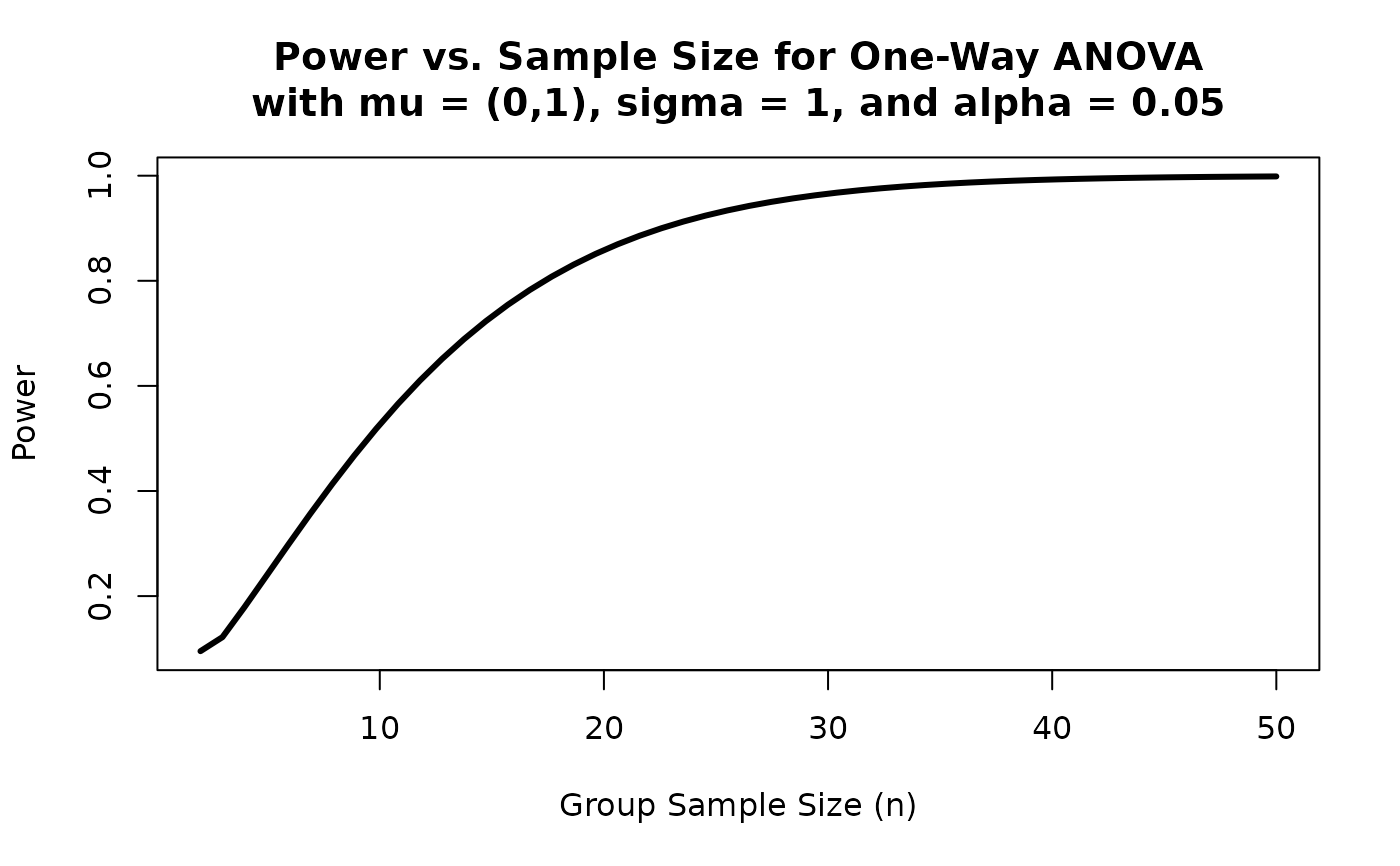 Power vs. Sample Size for One-Way ANOVA
with mu = (0,1), sigma = 1, and alpha = 0.05
Power
1.0
0.8
0.6
0.4
0.2
10 20 30 40 50
Group Sample Size (n)